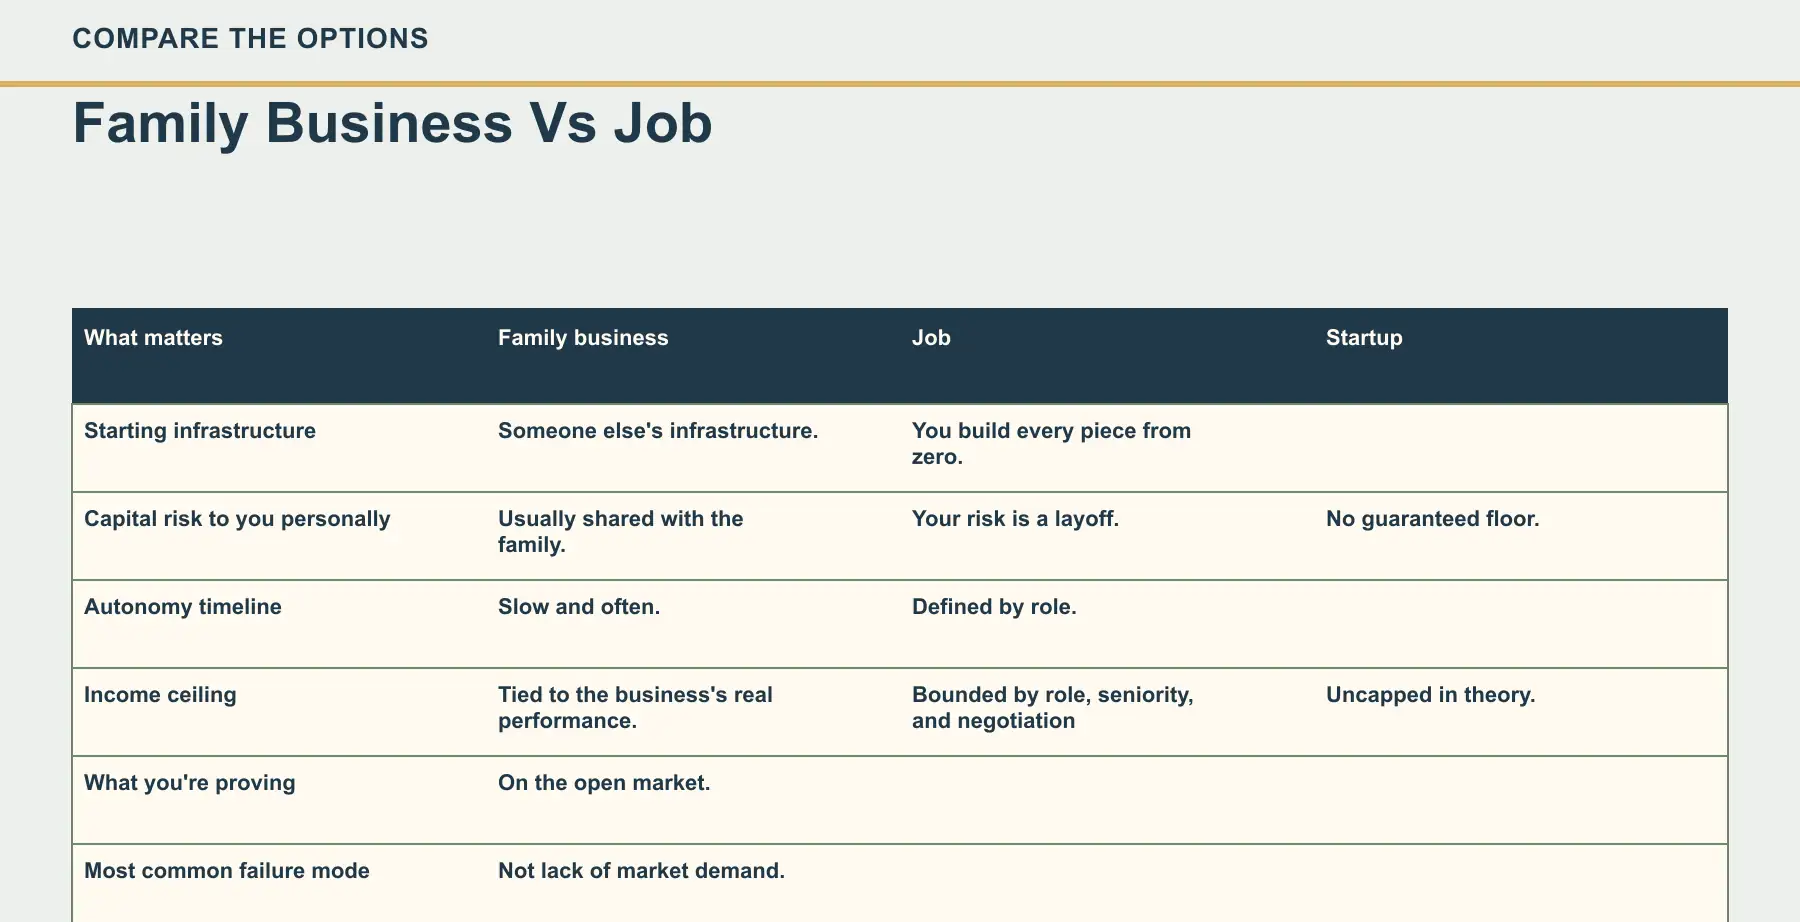 COMPARE THE OPTIONS
Family Business Vs Job
What matters
Family business
Job
Startup
Starting infrastructure
Someone else's infrastructure.
You build every piece from
zero.
Capital risk to you personally
Usually shared with the
family.
Your risk is a layoff.
No guaranteed floor.
Autonomy timeline
Slow and often.
Defined by role.
Income ceiling
Tied to the business's real
performance.
Bounded by role, seniority,
and negotiation
Uncapped in theory.
What you're proving
On the open market.
Most common failure mode
Not lack of market demand.